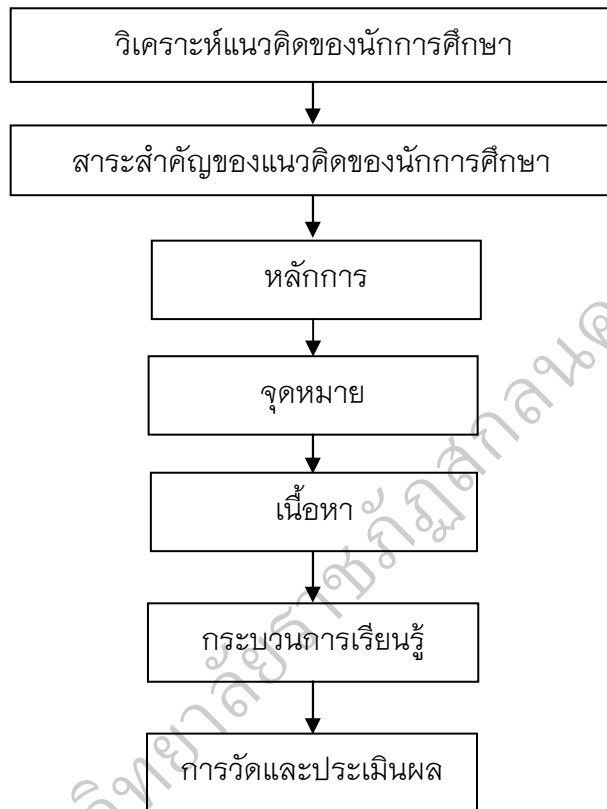 วิเคราะห์แนวคิดของนักการศึกษา
สาระสำคัญของแนวคิดของนักการศึกษา
หลักการ
จุดหมาย
เนื้อหา
กระบวนการเรียนรู้
การวัดและประเมินผล